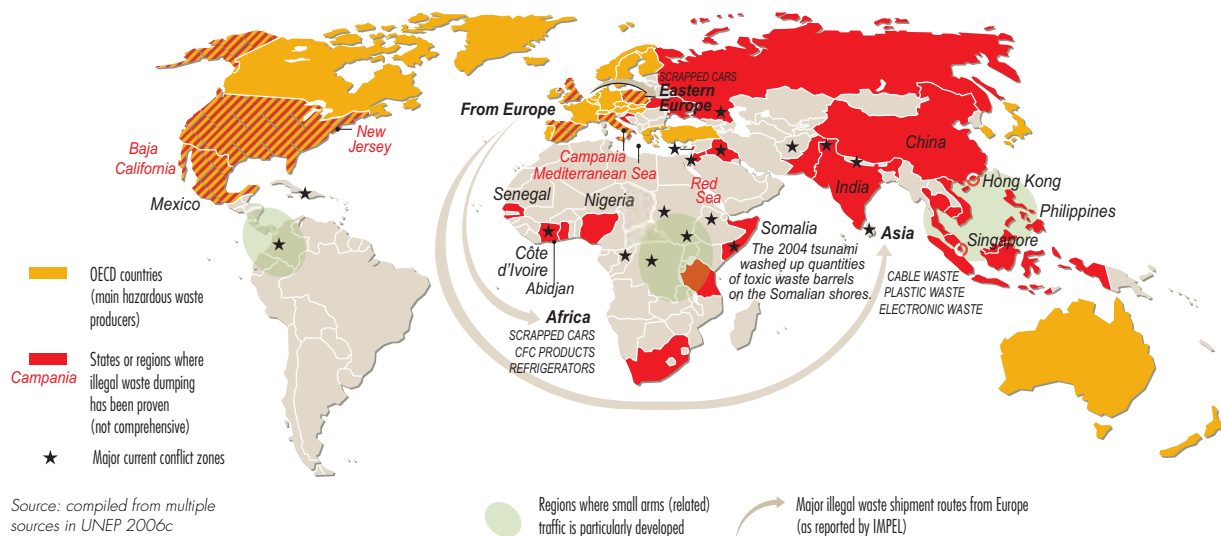 SCRAPPED CARS
Eastern
Europe
From Europe
New
Jersey
Baja
California
Campania
Mediterranean Sea
China
Mexico
Senegal
Nigeria
Red
Sea
India
Hong Kong
Philippines
Somalia
Asia
Singapore
Côte
d'Ivoire
Abidjan
The 2004 tsunami
washed up quantities
of toxic waste barrels
on the Somalian shores.
CABLE WASTE
PLASTIC WASTE
ELECTRONIC WASTE
Africa
SCRAPPED CARS
CFC PRODUCTS
REFRIGERATORS
OECD countries
(main hazardous waste
producers)
Campania
States or regions where
illegal waste dumping
has been proven
(not comprehensive)
Major current conflict zones
Source: compiled from multiple
sources in UNEP 2006c
Regions where small arms (related)
traffic is particularly developed
Major illegal waste shipment routes from Europe
(as reported by IMPEL)